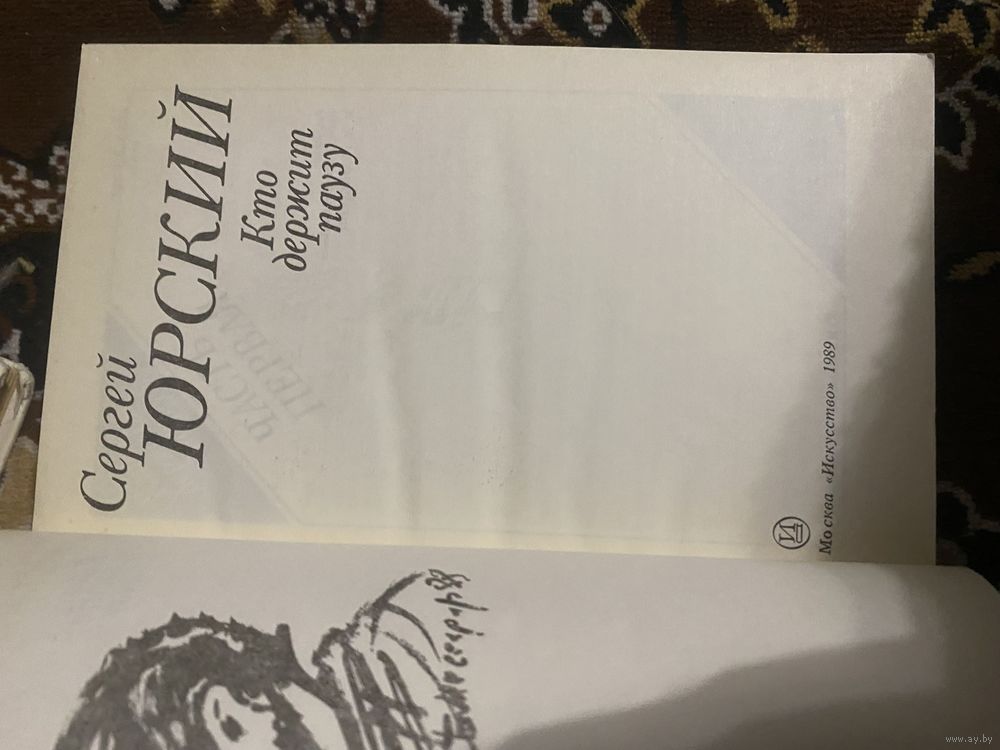 Сергей
ЮРСКИЙ
Кто
держит
паузу
Москва «Искусство» 1989
www.ay.by